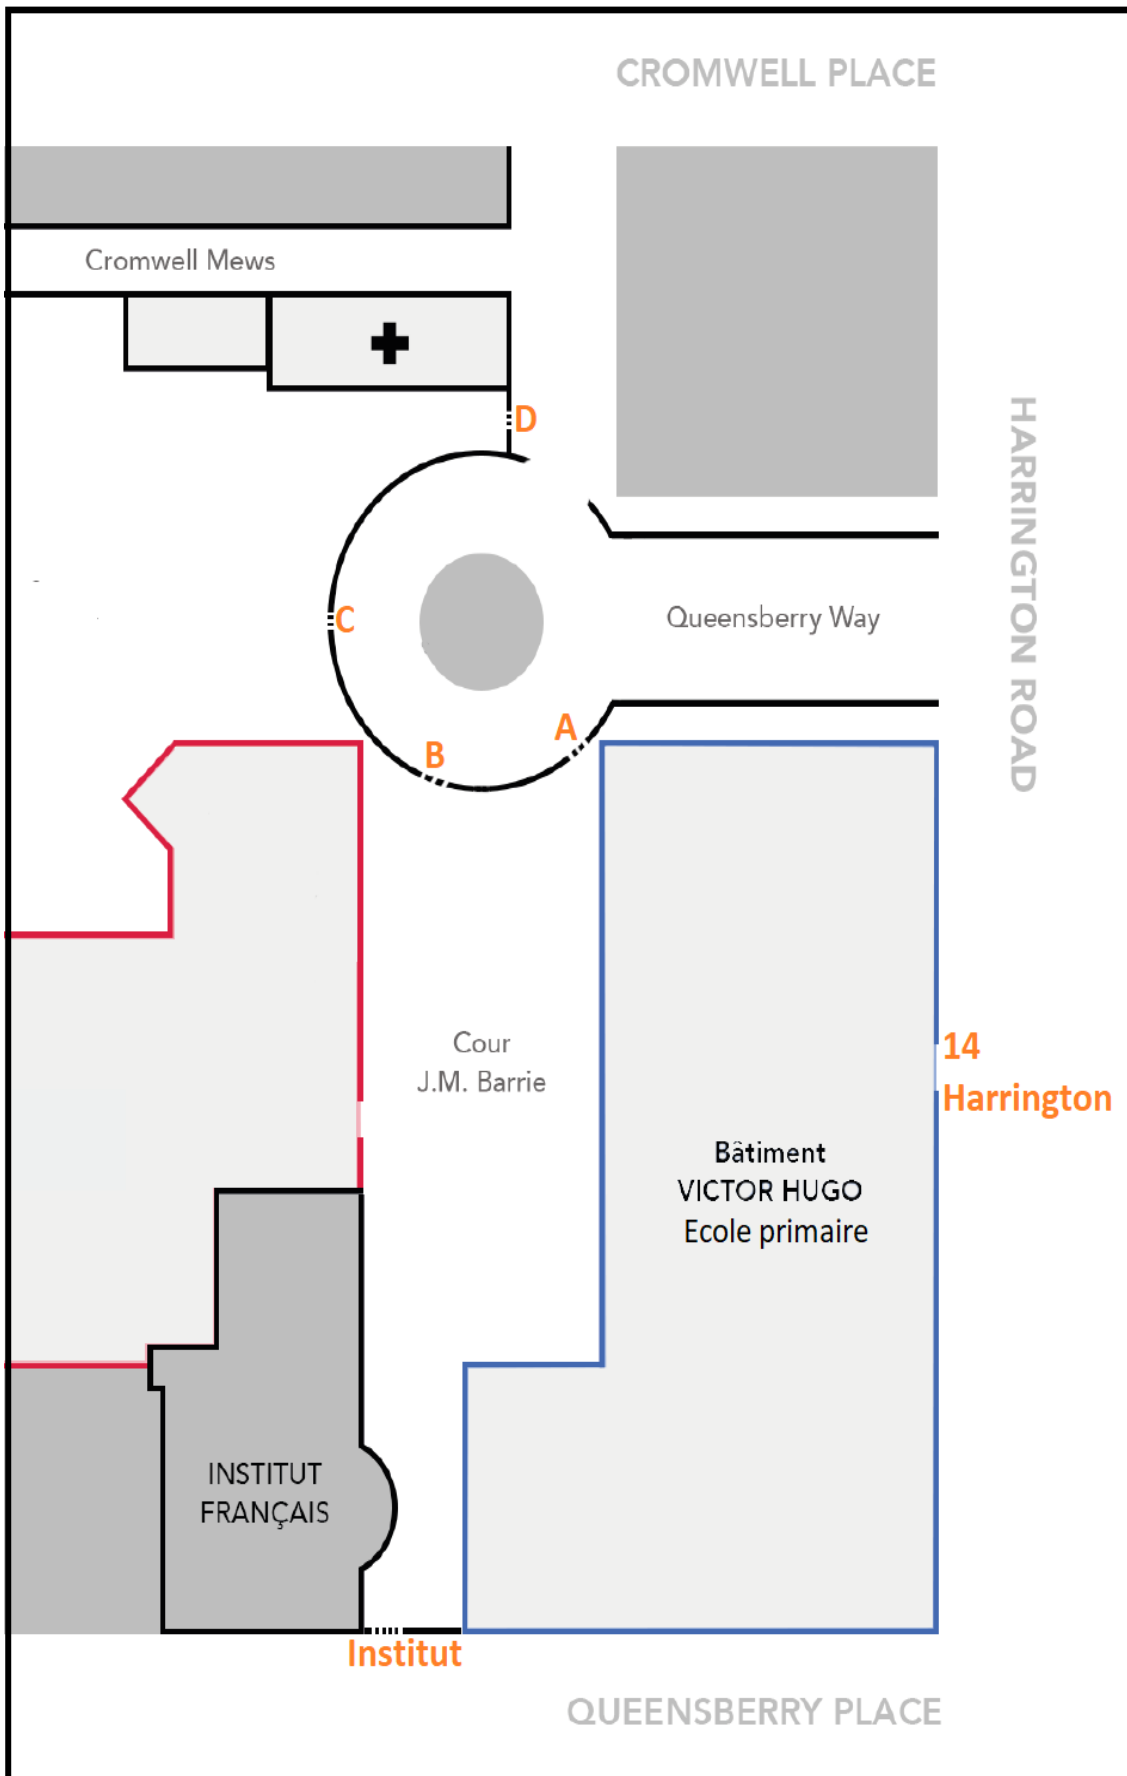 CROMWELL PLACE
Cromwell Mews
D
HARRINGTON ROAD
C
Queensberry Way
A
B
Cour
J.M. Barrie
14
Harrington
Bâtiment
VICTOR HUGO
Ecole primaire
INSTITUT
FRANÇAIS
Institut
QUEENSBERRY PLACE